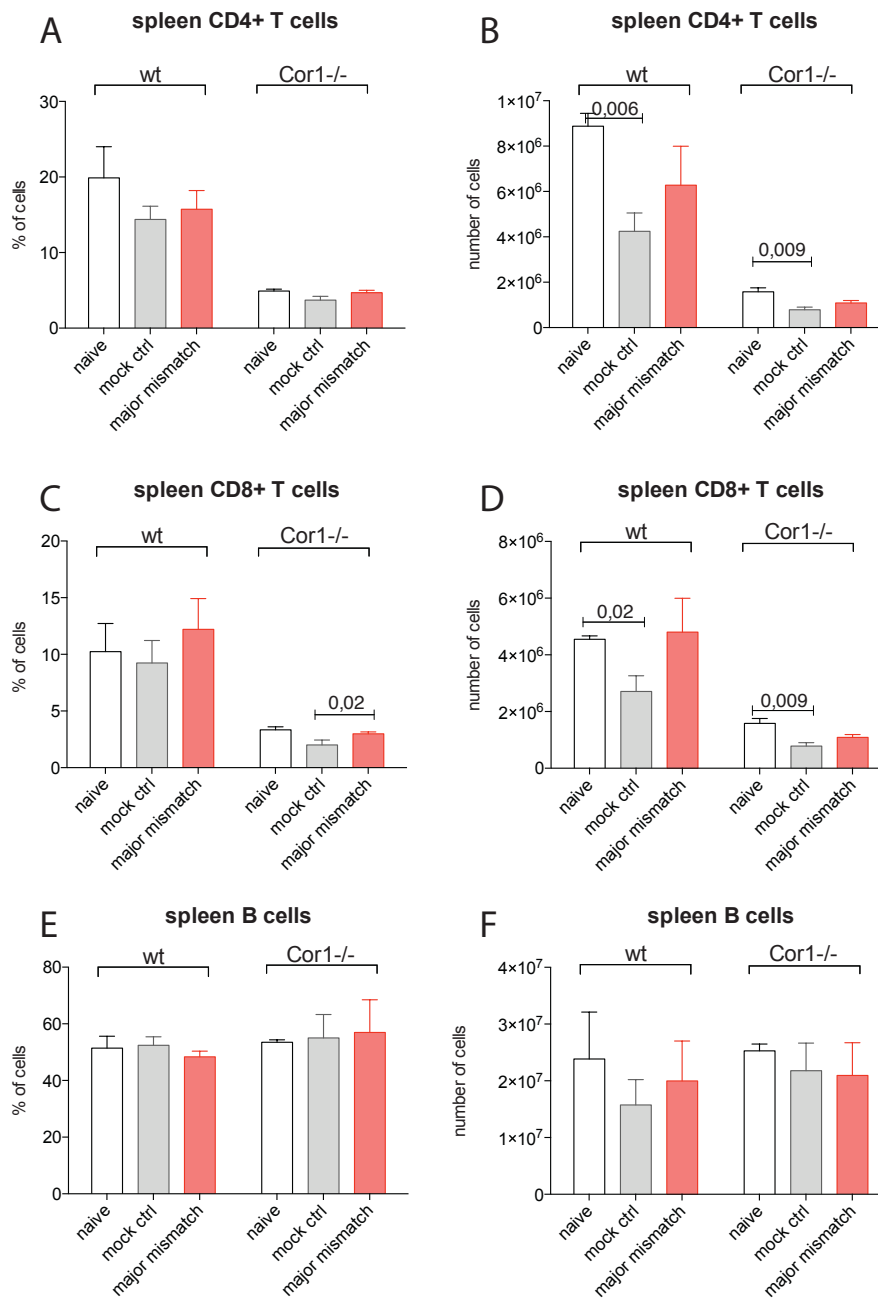 A
spleen CD4+ T cells
wt
Cor1-/-
% of cells
30
20
10
0
naive
mock ctrl
major mismatch
naive
mock ctrl
major mismatch
B
spleen CD4+ T cells
wt
Cor1-/-
number of cells
1×10⁷
8×10⁶
6×10⁶
4×10⁶
2×10⁶
0
0,006
0,009
naive
mock ctrl
major mismatch
naive
mock ctrl
major mismatch
C
spleen CD8+ T cells
wt
Cor1-/-
% of cells
20
15
10
5
0
0,02
naive
mock ctrl
major mismatch
naive
mock ctrl
major mismatch
D
spleen CD8+ T cells
wt
Cor1-/-
number of cells
8×10⁶
6×10⁶
4×10⁶
2×10⁶
0
0,02
0,009
naive
mock ctrl
major mismatch
naive
mock ctrl
major mismatch
E
spleen B cells
wt
Cor1-/-
% of cells
80
60
40
20
0
naive
mock ctrl
major mismatch
naive
mock ctrl
major mismatch
F
spleen B cells
wt
Cor1-/-
number of cells
4×10⁷
3×10⁷
2×10⁷
1×10⁷
0
naive
mock ctrl
major mismatch
naive
mock ctrl
major mismatch